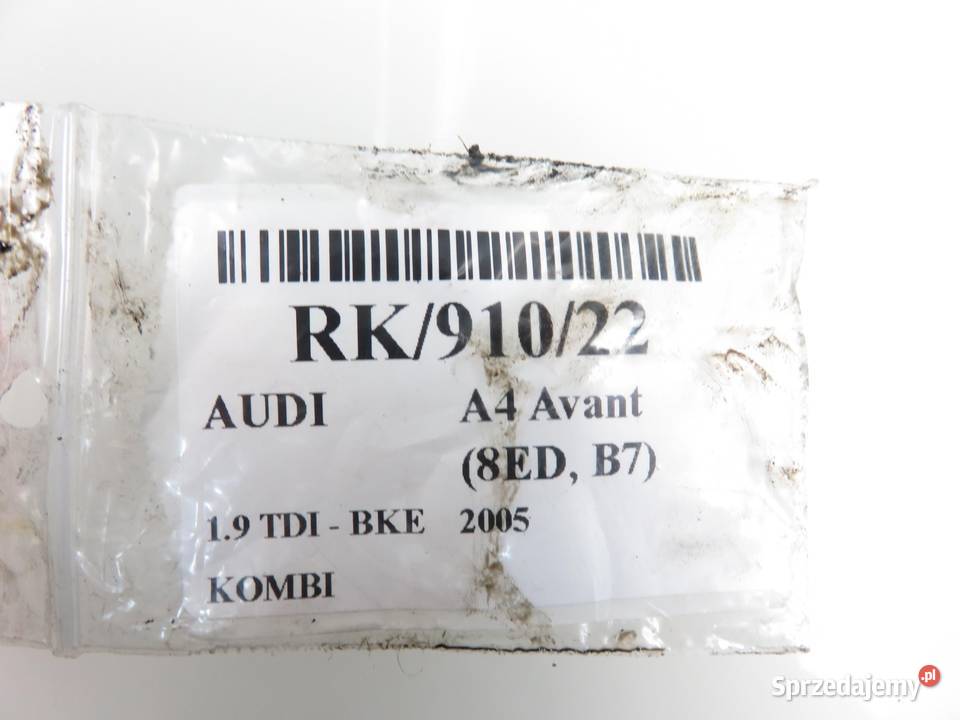 RK/910/22
AUDI A4 Avant
(8ED, B7)
1.9 TDI - BKE 2005
KOMBI
Sprzedajemy.pl